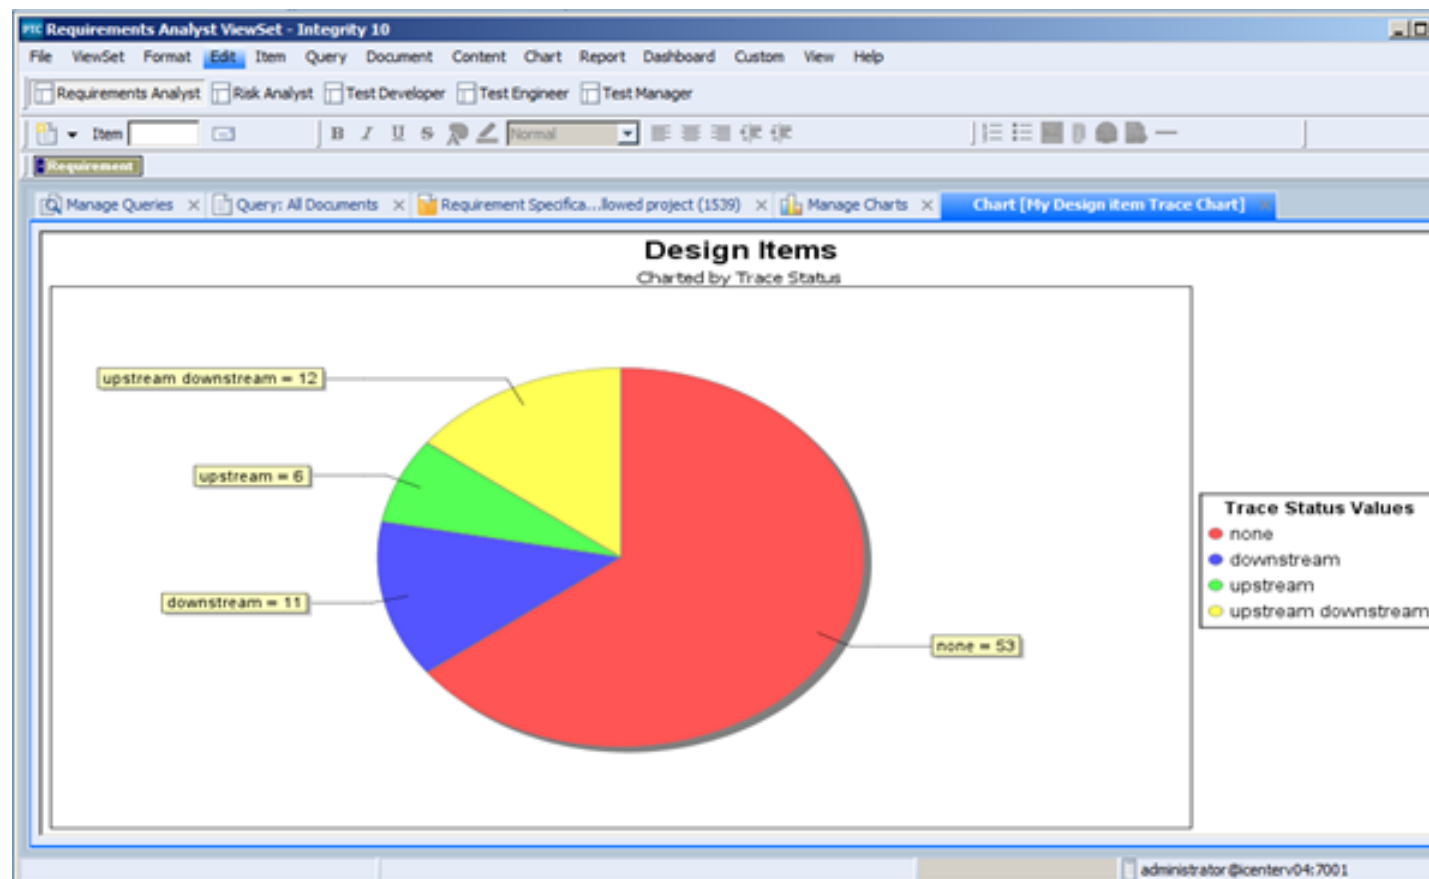 PTC Requirements Analyst ViewSet - Integrity 10
File ViewSet Format Edit Item Query Document Content Chart Report Dashboard Custom View Help
Requirements Analyst Risk Analyst Test Developer Test Engineer Test Manager
Item B I U S Normal
Requirement
Manage Queries Query: All Documents Requirement Specifica...llowed project (1539) Manage Charts Chart [My Design item Trace Chart]
Design Items
Charted by Trace Status
upstream downstream = 12
upstream = 6
downstream = 11
none = 53
Trace Status Values
none
downstream
upstream
upstream downstream
administrator@icenterv04:7001